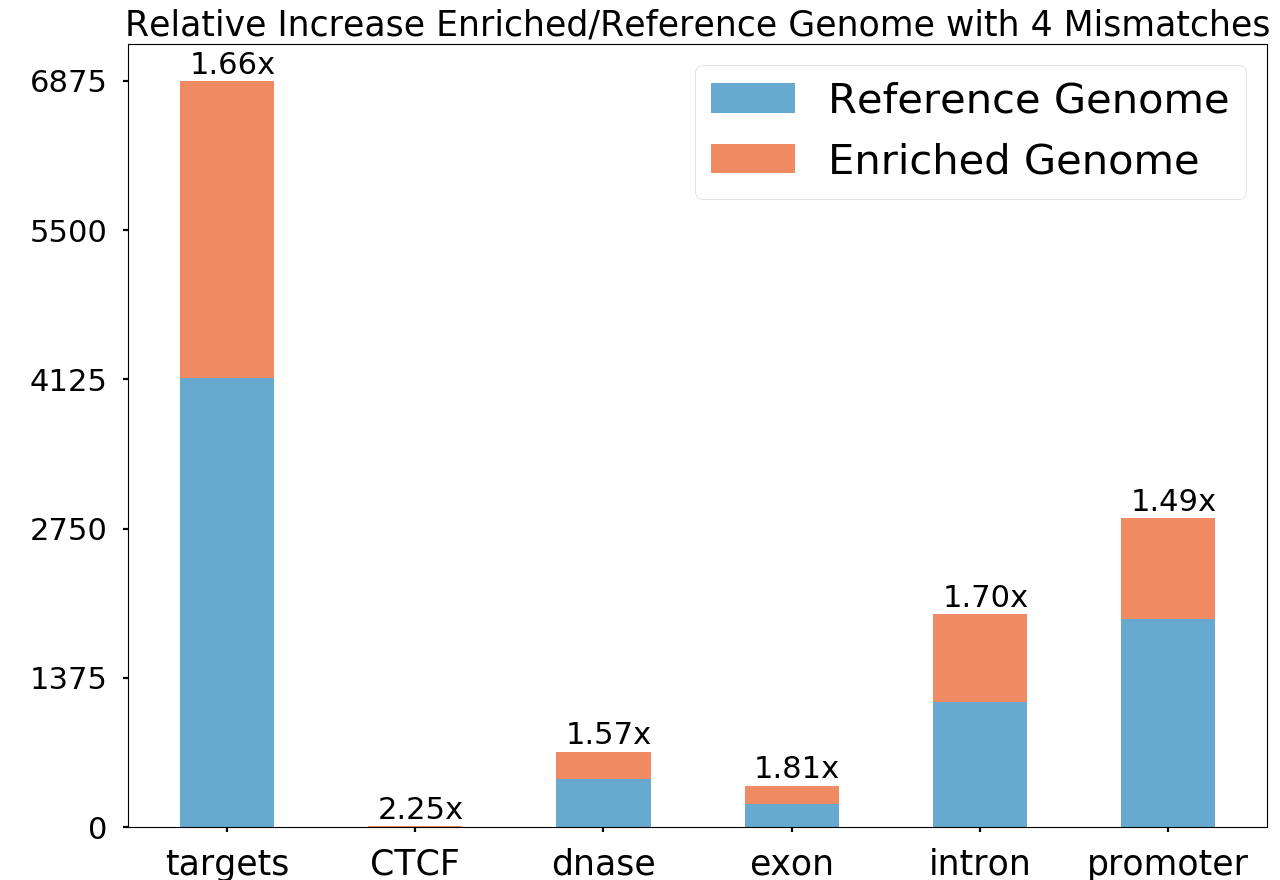 Relative Increase Enriched/Reference Genome with 4 Mismatches
Reference Genome
Enriched Genome
6875
5500
4125
2750
1375
0
1.66x
2.25x
1.57x
1.81x
1.70x
1.49x
targets CTCF dnase exon intron promoter